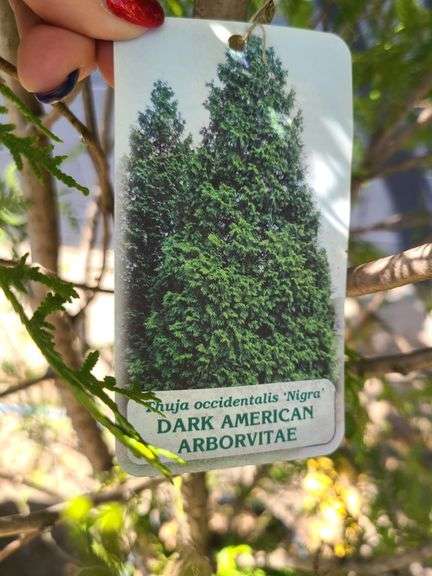 Thuja occidentalis 'Nigra'
DARK AMERICAN
ARBORVITAE